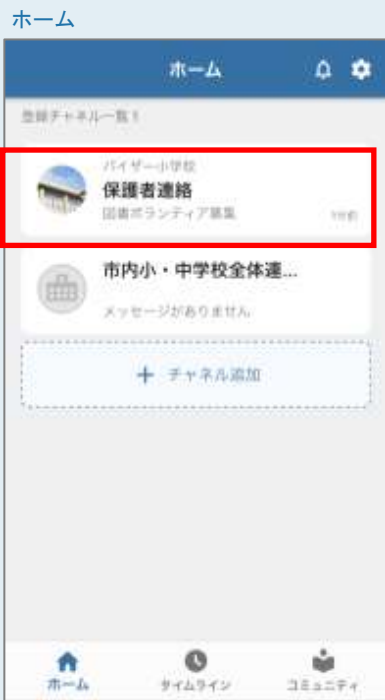 ホーム
ホーム
登録チャネル一覧
バイザー小学校
保護者連絡
図書ボランティア募集
1分前
市内小・中学校全体連...
メッセージがありません
+ チャネル追加
ホーム
タイムライン
コミュニティ